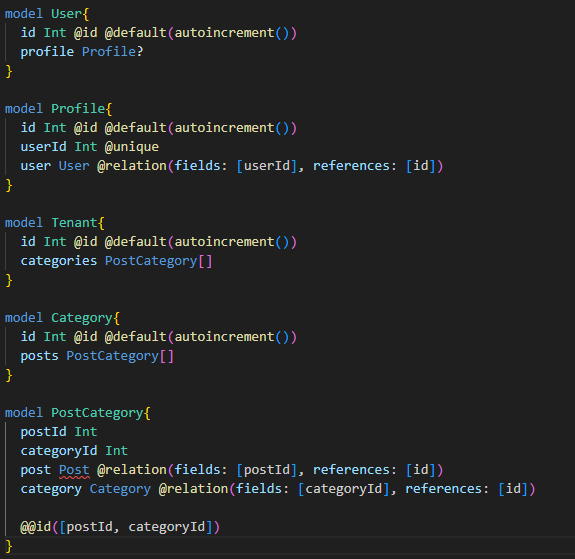 model User{
  id Int @id @default(autoincrement())
  profile Profile?
}

model Profile{
  id Int @id @default(autoincrement())
  userId Int @unique
  user User @relation(fields: [userId], references: [id])
}

model Tenant{
  id Int @id @default(autoincrement())
  categories PostCategory[]
}

model Category{
  id Int @id @default(autoincrement())
  posts PostCategory[]
}

model PostCategory{
  postId Int
  categoryId Int
  post Post @relation(fields: [postId], references: [id])
  category Category @relation(fields: [categoryId], references: [id])

  @@id([postId, categoryId])
}